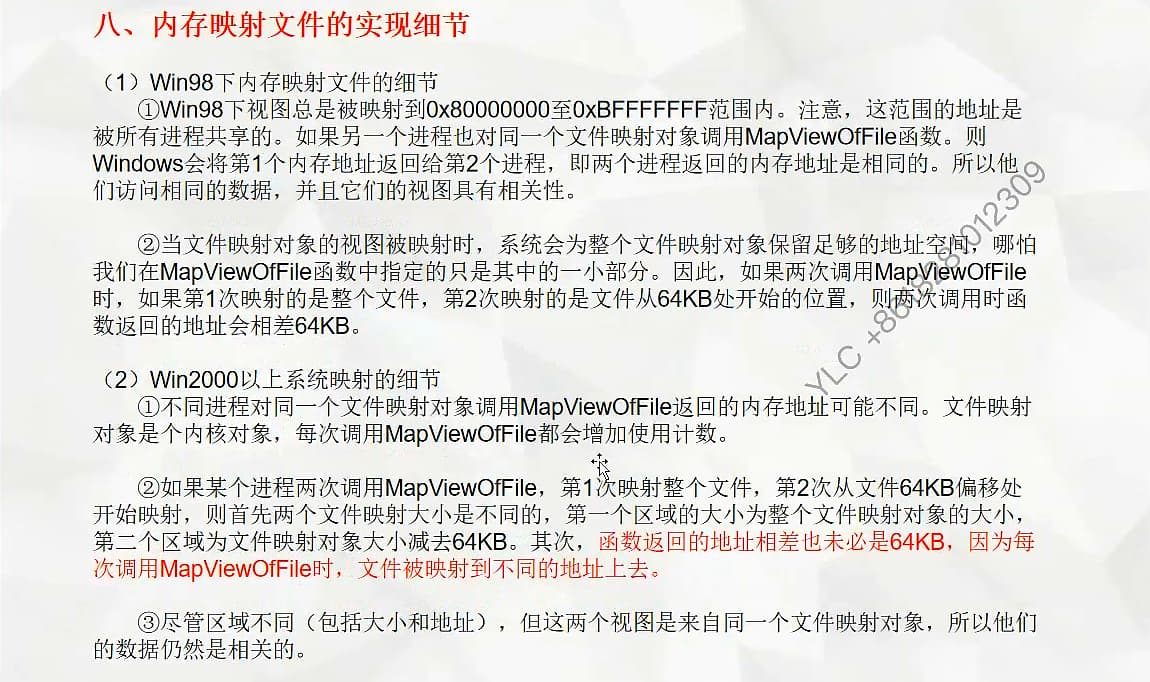 八、内存映射文件的实现细节
（1）Win98下内存映射文件的细节
①Win98下视图总是被映射到0x80000000至0xBFFFFFFF范围内。注意，这范围的地址是
被所有进程共享的。如果另一个进程也对同一个文件映射对象调用MapViewOfFile函数。则
Windows会将第1个内存地址返回给第2个进程，即两个进程返回的内存地址是相同的。所以他
们访问相同的数据，并且它们的视图具有相关性。
②当文件映射对象的视图被映射时，系统会为整个文件映射对象保留足够的地址空间，哪怕
我们在MapViewOfFile函数中指定的只是其中的一小部分。因此，如果两次调用MapViewOfFile
时，如果第1次映射的是整个文件，第2次映射的是文件从64KB处开始的位置，则两次调用时函
数返回的地址会相差64KB。
（2）Win2000以上系统映射的细节
①不同进程对同一个文件映射对象调用MapViewOfFile返回的内存地址可能不同。文件映射
对象是个内核对象，每次调用MapViewOfFile都会增加使用计数。
②如果某个进程两次调用MapViewOfFile，第1次映射整个文件，第2次从文件64KB偏移处
开始映射，则首先两个文件映射大小是不同的，第一个区域的大小为整个文件映射对象的大小，
第二个区域为文件映射对象大小减去64KB。其次，函数返回的地址相差也未必是64KB，因为每
次调用MapViewOfFile时，文件被映射到不同的地址上去。
③尽管区域不同（包括大小和地址），但这两个视图是来自同一个文件映射对象，所以他们
的数据仍然是相关的。